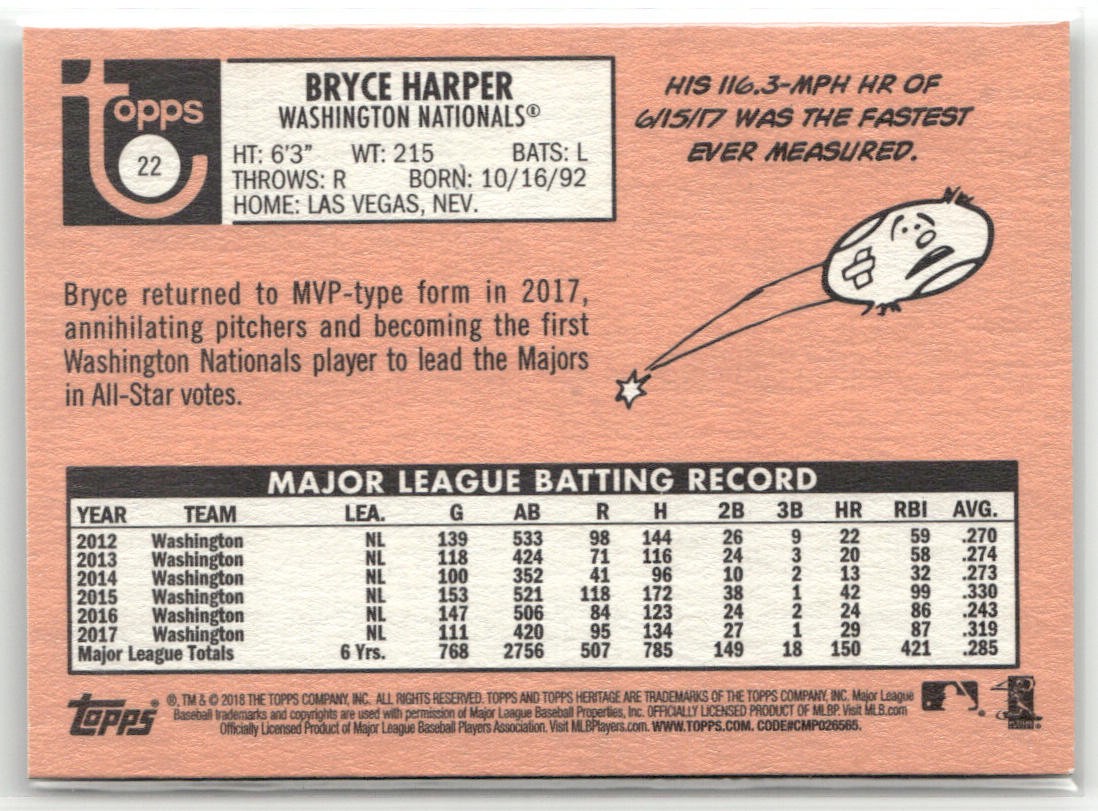 topps
22
BRYCE HARPER
WASHINGTON NATIONALS®
HT: 6'3" WT: 215 BATS: L
THROWS: R BORN: 10/16/92
HOME: LAS VEGAS, NEV.
HIS 116.3-MPH HR OF
6/15/17 WAS THE FASTEST
EVER MEASURED.
Bryce returned to MVP-type form in 2017,
annihilating pitchers and becoming the first
Washington Nationals player to lead the Majors
in All-Star votes.
MAJOR LEAGUE BATTING RECORD
YEAR TEAM LEA. G AB R H 2B 3B HR RBI AVG.
2012 Washington NL 139 533 98 144 26 9 22 59 .270
2013 Washington NL 118 424 71 116 24 3 20 58 .274
2014 Washington NL 100 352 41 96 10 2 13 32 .273
2015 Washington NL 153 521 118 172 38 1 42 99 .330
2016 Washington NL 147 506 84 123 24 2 24 86 .243
2017 Washington NL 111 420 95 134 27 1 29 87 .319
Major League Totals 6 Yrs. 768 2756 507 785 149 18 150 421 .285
topps®
®, TM & © 2018 THE TOPPS COMPANY, INC. ALL RIGHTS RESERVED. TOPPS AND TOPPS HERITAGE ARE TRADEMARKS OF THE TOPPS COMPANY, INC. Major League
Baseball trademarks and copyrights are used with permission of Major League Baseball Properties, Inc. OFFICIALLY LICENSED PRODUCT OF MLBP. Visit MLB.com
Officially Licensed Product of Major League Baseball Players Association. Visit MLBPlayers.com. WWW.TOPPS.COM. CODE#CMP026565.